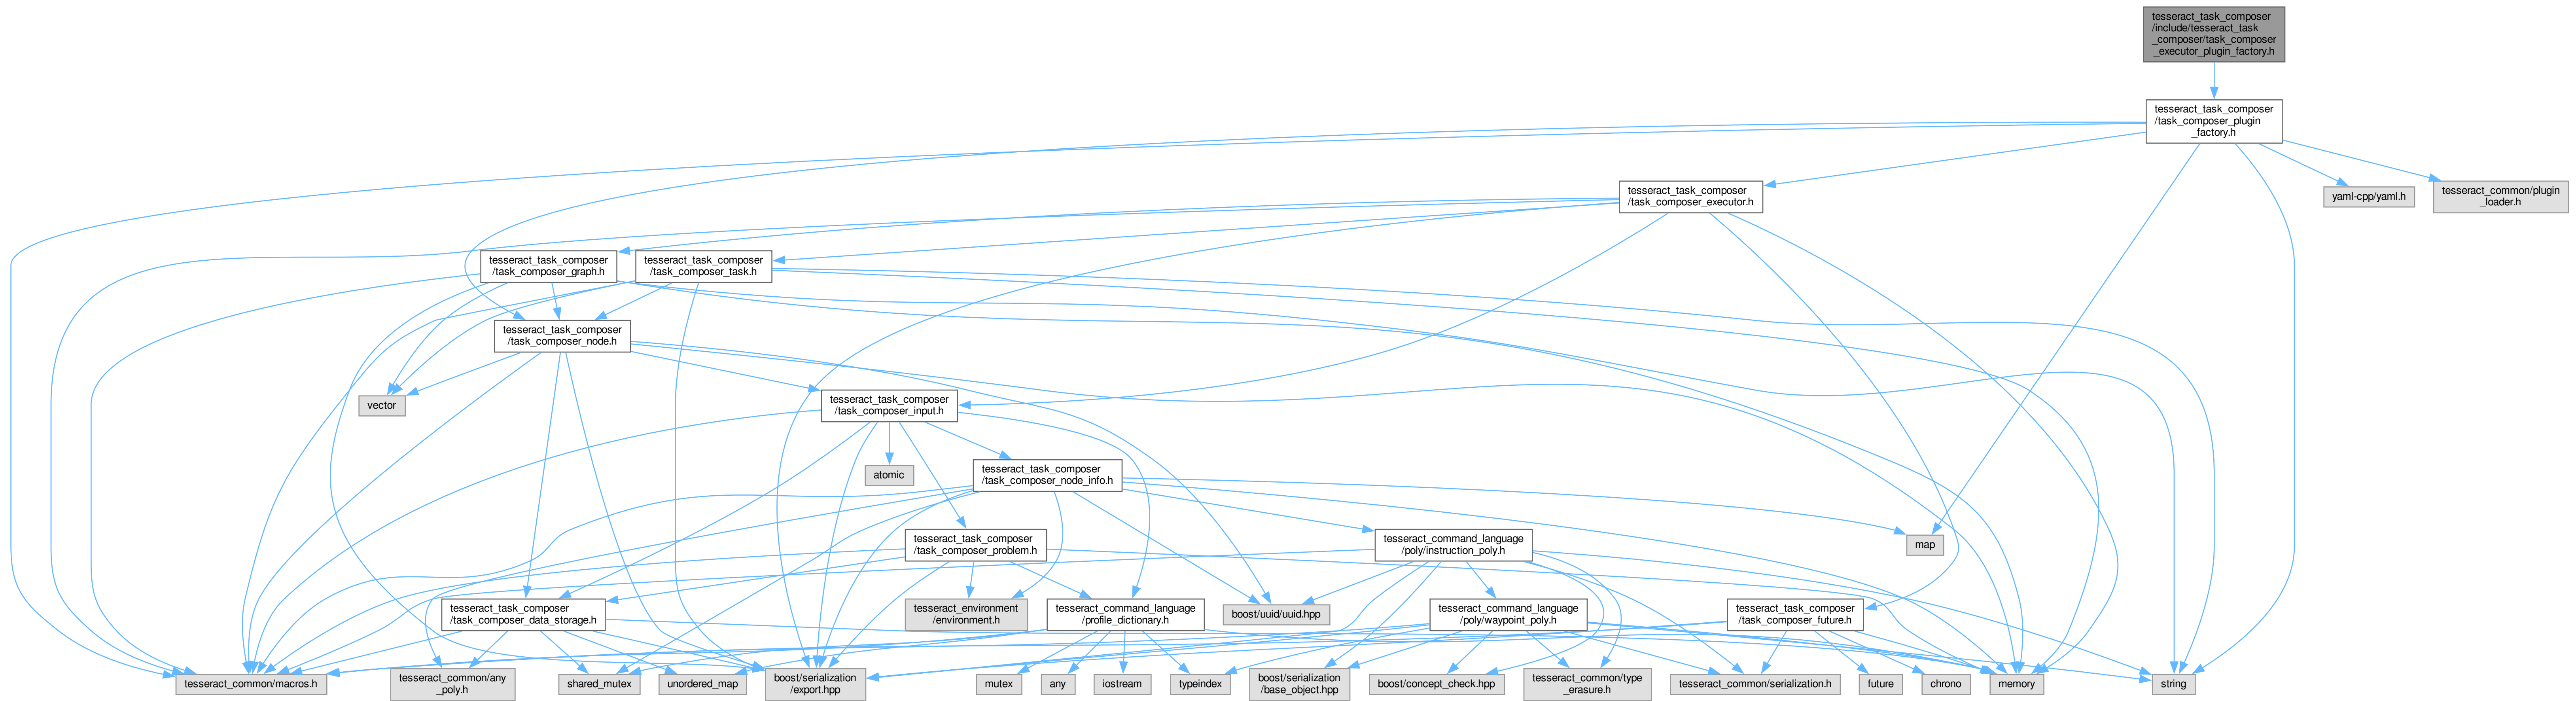 tesseract_task_composer
/include/tesseract_task
_composer/task_composer
_executor_plugin_factory.h
tesseract_task_composer
/task_composer_plugin
_factory.h
tesseract_task_composer
/task_composer_executor.h
yaml-cpp/yaml.h
tesseract_common/plugin
_loader.h
tesseract_task_composer
/task_composer_graph.h
tesseract_task_composer
/task_composer_task.h
tesseract_task_composer
/task_composer_node.h
vector
tesseract_task_composer
/task_composer_input.h
atomic
tesseract_task_composer
/task_composer_node_info.h
tesseract_task_composer
/task_composer_problem.h
tesseract_command_language
/poly/instruction_poly.h
map
tesseract_task_composer
/task_composer_data_storage.h
tesseract_environment
/environment.h
tesseract_command_language
/profile_dictionary.h
boost/uuid/uuid.hpp
tesseract_command_language
/poly/waypoint_poly.h
tesseract_task_composer
/task_composer_future.h
tesseract_common/macros.h
tesseract_common/any
_poly.h
shared_mutex
unordered_map
boost/serialization
/export.hpp
mutex
any
iostream
typeindex
boost/serialization
/base_object.hpp
boost/concept_check.hpp
tesseract_common/type
_erasure.h
tesseract_common/serialization.h
future
chrono
memory
string